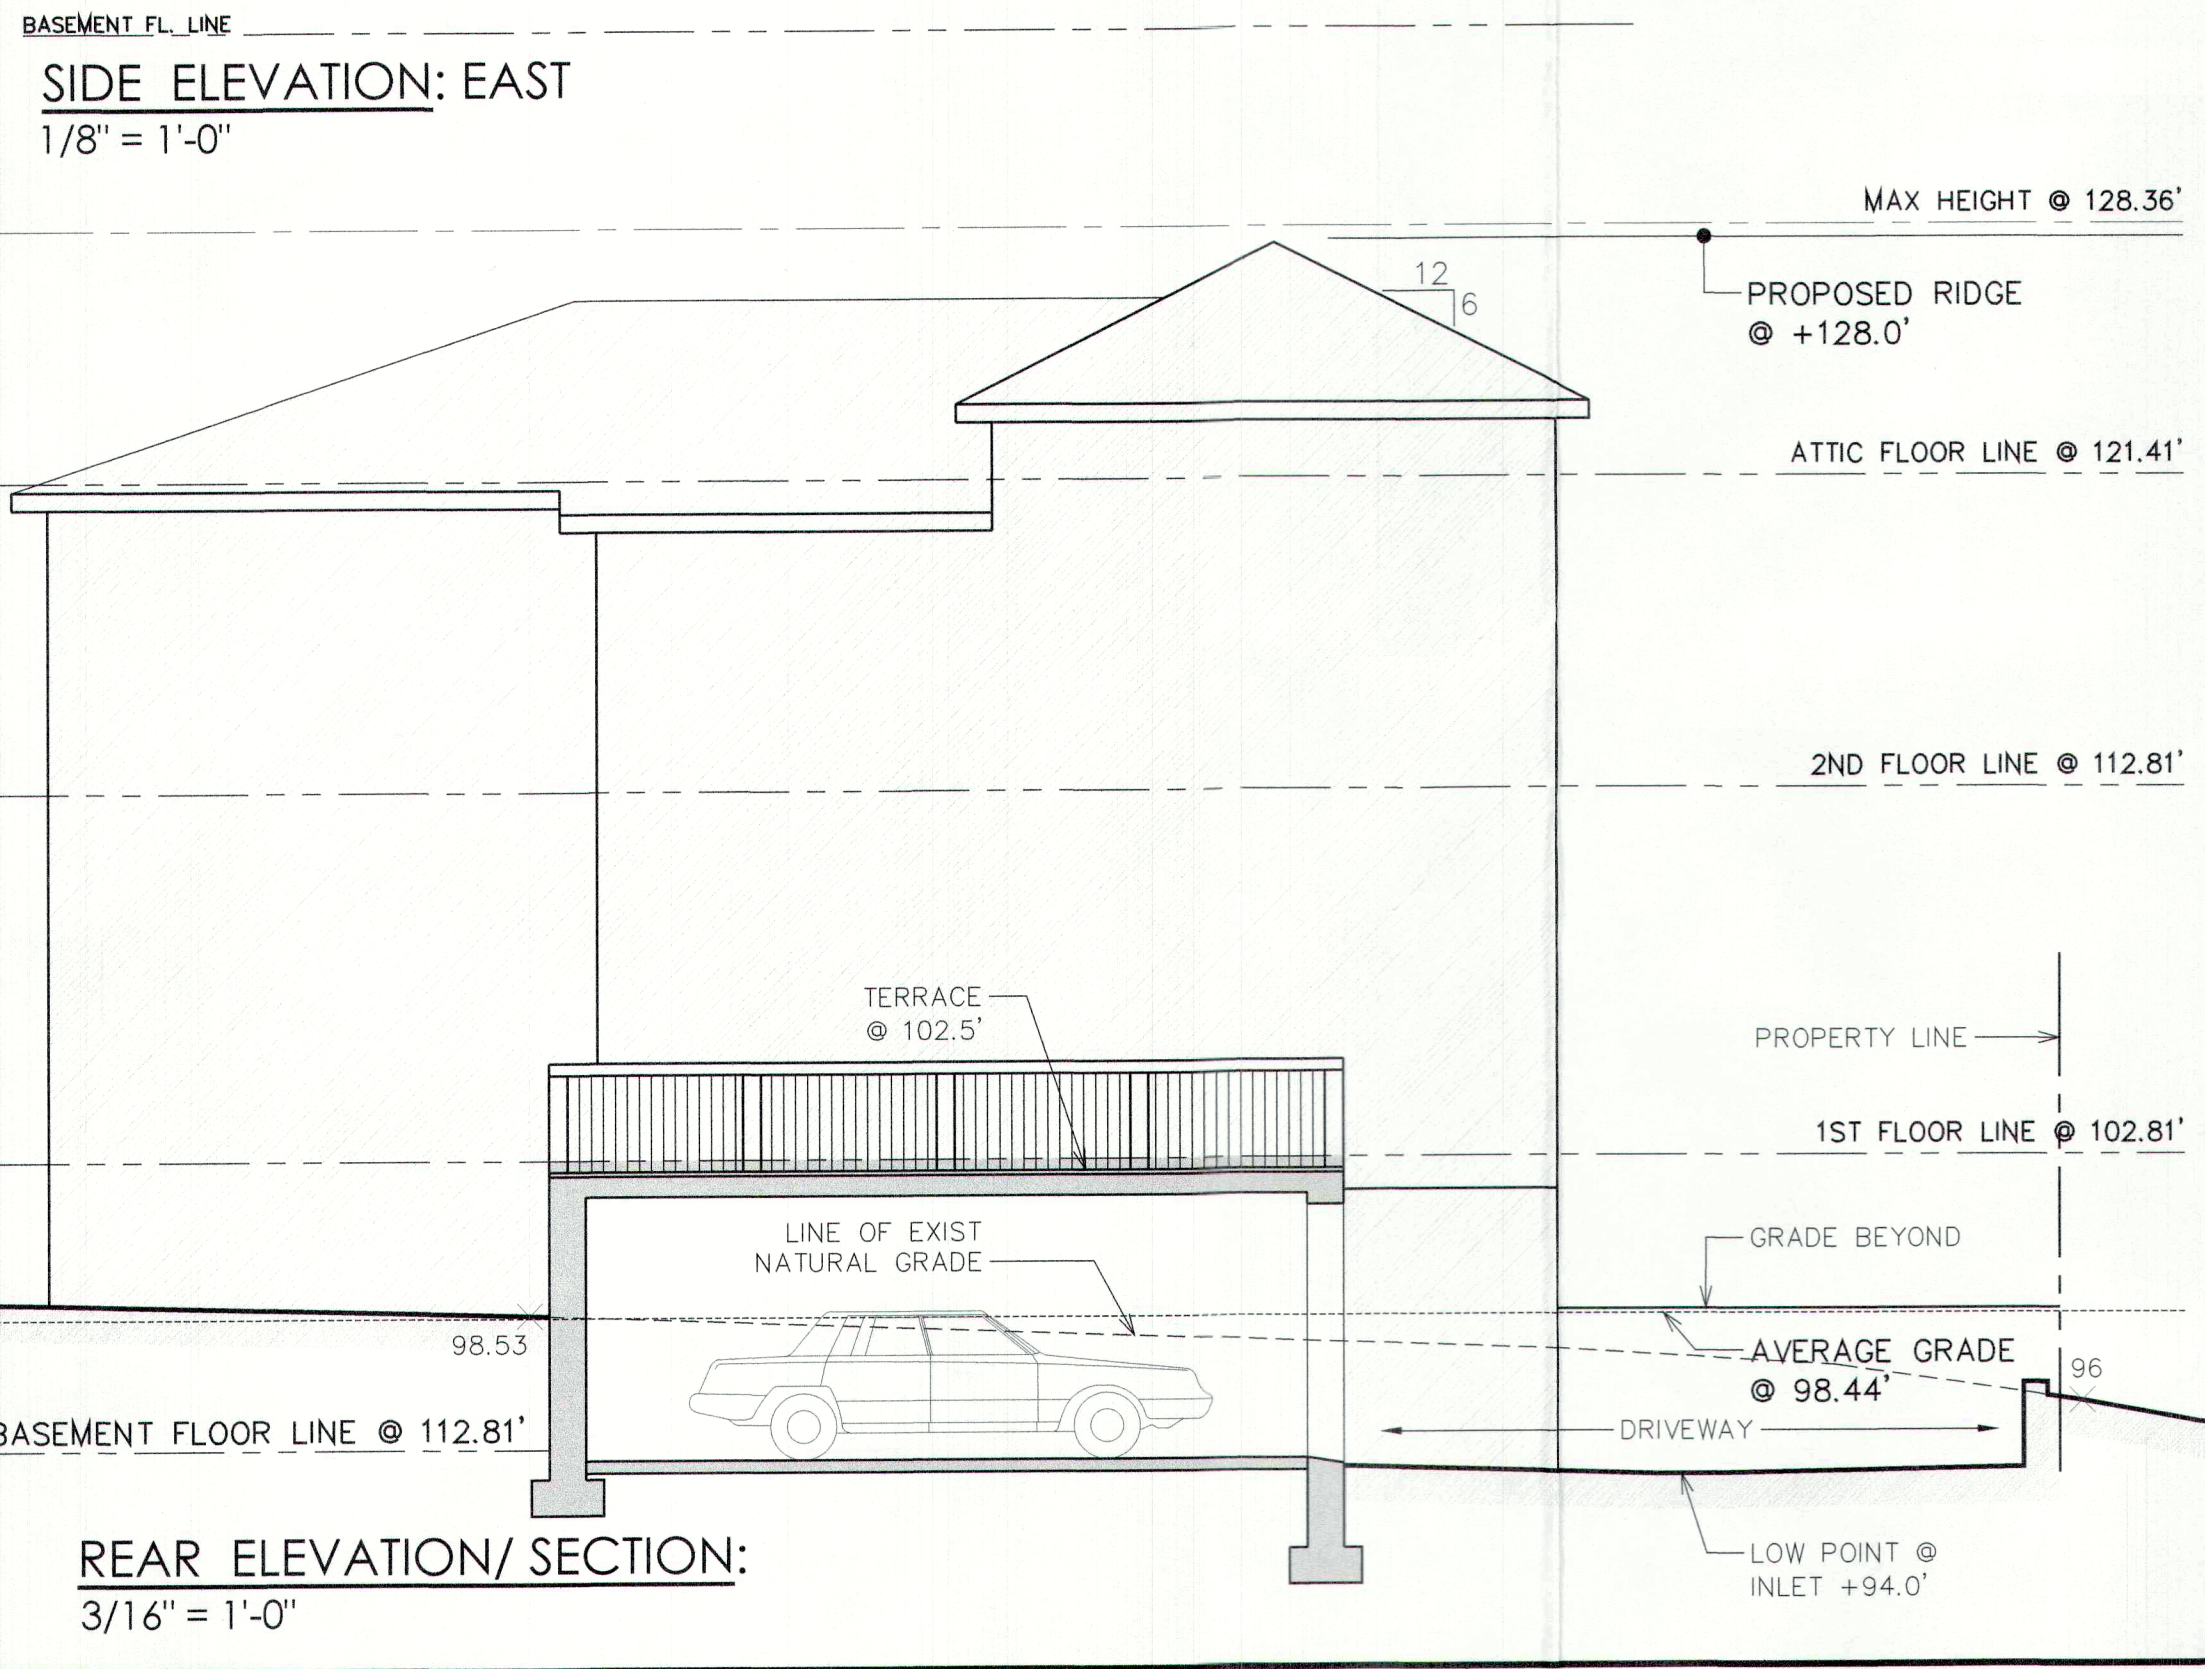 BASEMENT FL. LINE
SIDE ELEVATION: EAST
1/8" = 1'-0"
MAX HEIGHT @ 128.36'
12
6
PROPOSED RIDGE
@ +128.0'
ATTIC FLOOR LINE @ 121.41'
2ND FLOOR LINE @ 112.81'
TERRACE
@ 102.5'
PROPERTY LINE
1ST FLOOR LINE @ 102.81'
LINE OF EXIST
NATURAL GRADE
GRADE BEYOND
98.53
AVERAGE GRADE
@ 98.44'
96
BASEMENT FLOOR LINE @ 112.81'
DRIVEWAY
LOW POINT @
INLET +94.0'
REAR ELEVATION/ SECTION:
3/16" = 1'-0"